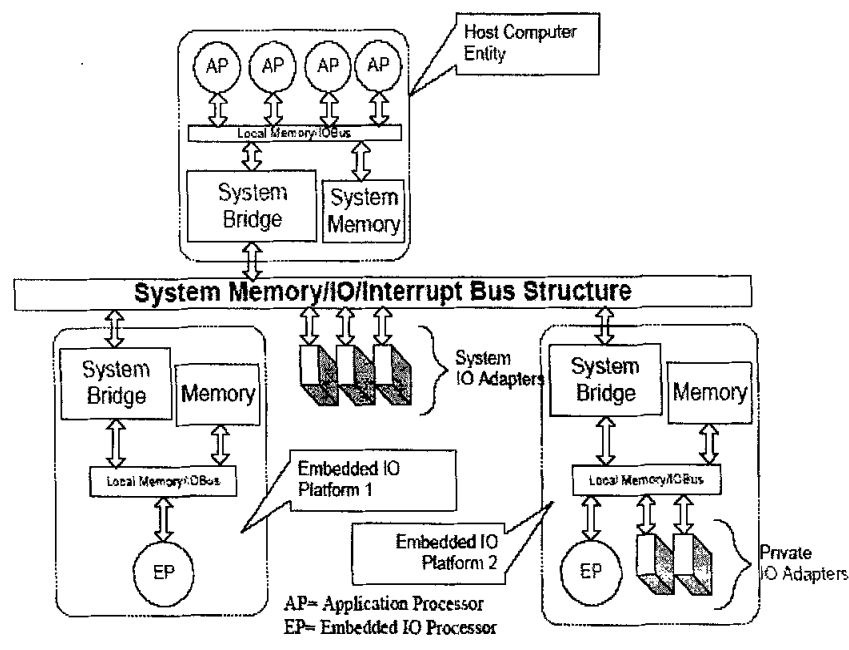 Host Computer
Entity
AP
AP
AP
AP
Local Memory/IOBus
System
Bridge
System
Memory
System Memory/IO/Interrupt Bus Structure
System
Bridge
Memory
System
IO Adapters
System
Bridge
Memory
Local Memory/IOBus
Embedded IO
Platform 1
Local Memory/IOBus
Embedded IO
Platform 2
EP
EP
Private
IO Adapters
AP= Application Processor
EP= Embedded IO Processor